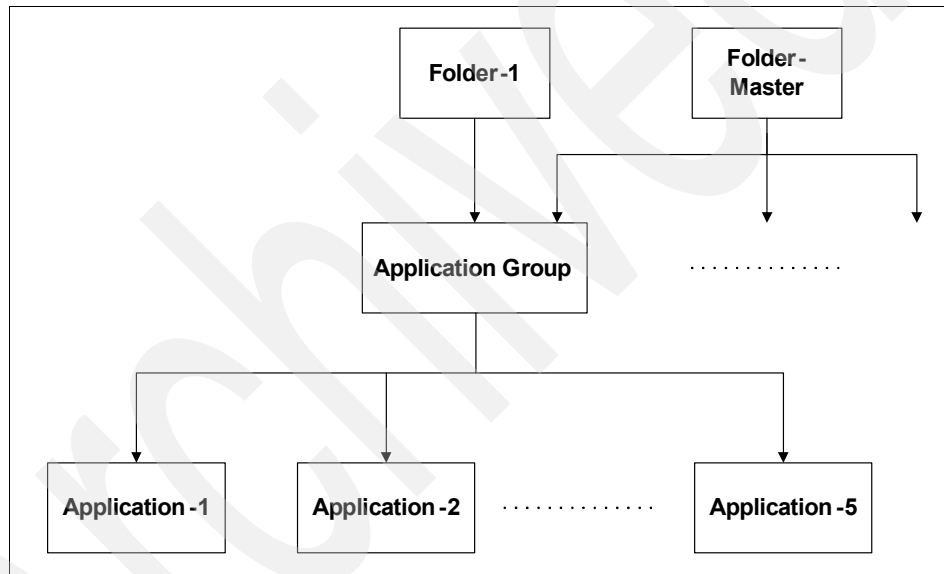 Folder-1
Folder-
Master
Application Group
. . . . . . . . . . . . . .
Application-1
Application-2
. . . . . . . . . . . . . .
Application-5